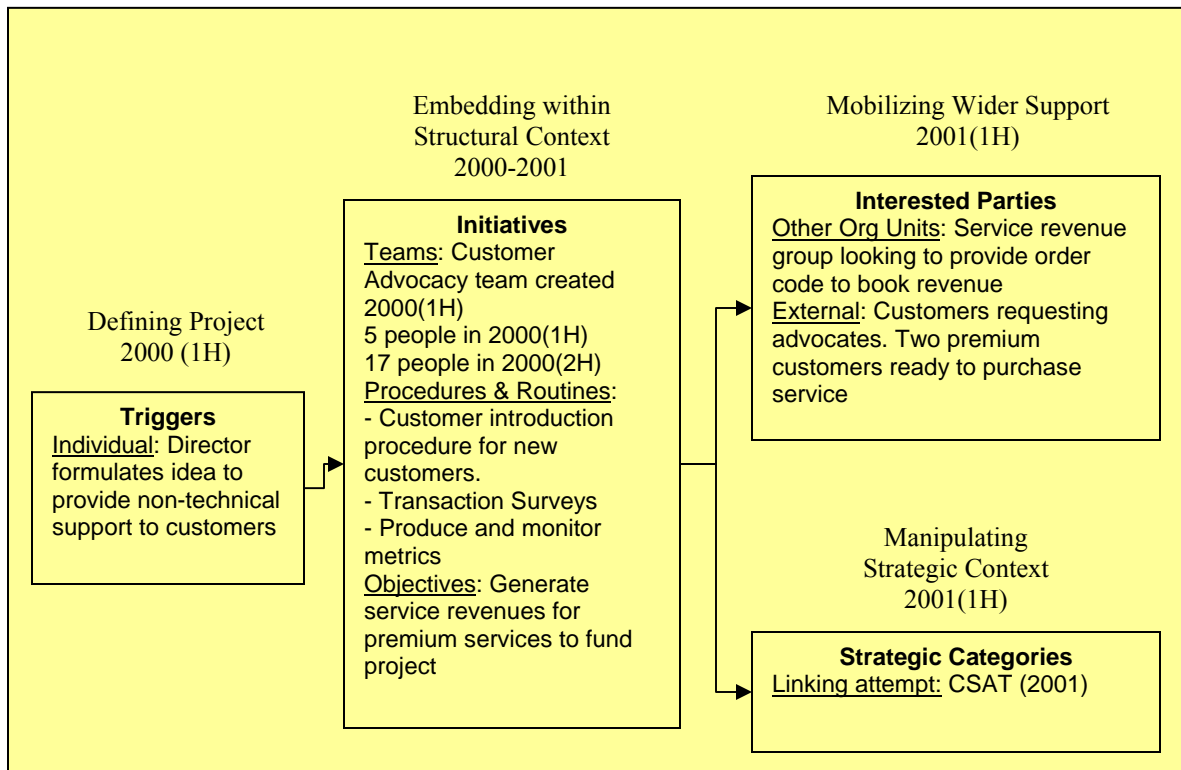 Defining Project
2000 (1H)
Triggers
Individual: Director
formulates idea to
provide non-technical
support to customers
Embedding within
Structural Context
2000-2001
Initiatives
Teams: Customer
Advocacy team created
2000(1H)
5 people in 2000(1H)
17 people in 2000(2H)
Procedures & Routines:
- Customer introduction
procedure for new
customers.
- Transaction Surveys
- Produce and monitor
metrics
Objectives: Generate
service revenues for
premium services to fund
project
Mobilizing Wider Support
2001(1H)
Interested Parties
Other Org Units: Service revenue
group looking to provide order
code to book revenue
External: Customers requesting
advocates. Two premium
customers ready to purchase
service
Manipulating
Strategic Context
2001(1H)
Strategic Categories
Linking attempt: CSAT (2001)